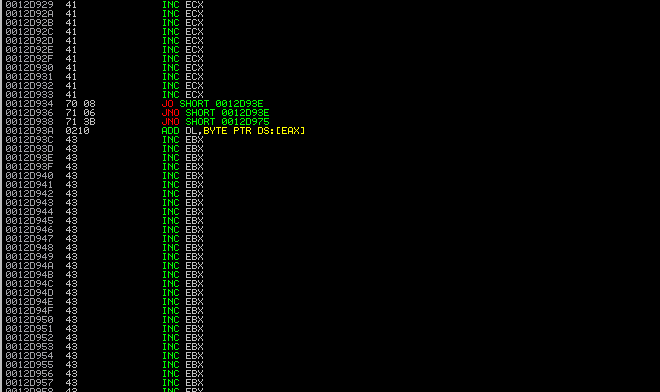 0012D929 41 INC ECX
0012D92A 41 INC ECX
0012D92B 41 INC ECX
0012D92C 41 INC ECX
0012D92D 41 INC ECX
0012D92E 41 INC ECX
0012D92F 41 INC ECX
0012D930 41 INC ECX
0012D931 41 INC ECX
0012D932 41 INC ECX
0012D933 41 INC ECX
0012D934 70 08 JO SHORT 0012D93E
0012D936 71 06 JNO SHORT 0012D93E
0012D938 71 3B JNO SHORT 0012D975
0012D93A 0210 ADD DL,BYTE PTR DS:[EAX]
0012D93C 43 INC EBX
0012D93D 43 INC EBX
0012D93E 43 INC EBX
0012D93F 43 INC EBX
0012D940 43 INC EBX
0012D941 43 INC EBX
0012D942 43 INC EBX
0012D943 43 INC EBX
0012D944 43 INC EBX
0012D945 43 INC EBX
0012D946 43 INC EBX
0012D947 43 INC EBX
0012D948 43 INC EBX
0012D949 43 INC EBX
0012D94A 43 INC EBX
0012D94B 43 INC EBX
0012D94C 43 INC EBX
0012D94D 43 INC EBX
0012D94E 43 INC EBX
0012D94F 43 INC EBX
0012D950 43 INC EBX
0012D951 43 INC EBX
0012D952 43 INC EBX
0012D953 43 INC EBX
0012D954 43 INC EBX
0012D955 43 INC EBX
0012D956 43 INC EBX
0012D957 43 INC EBX